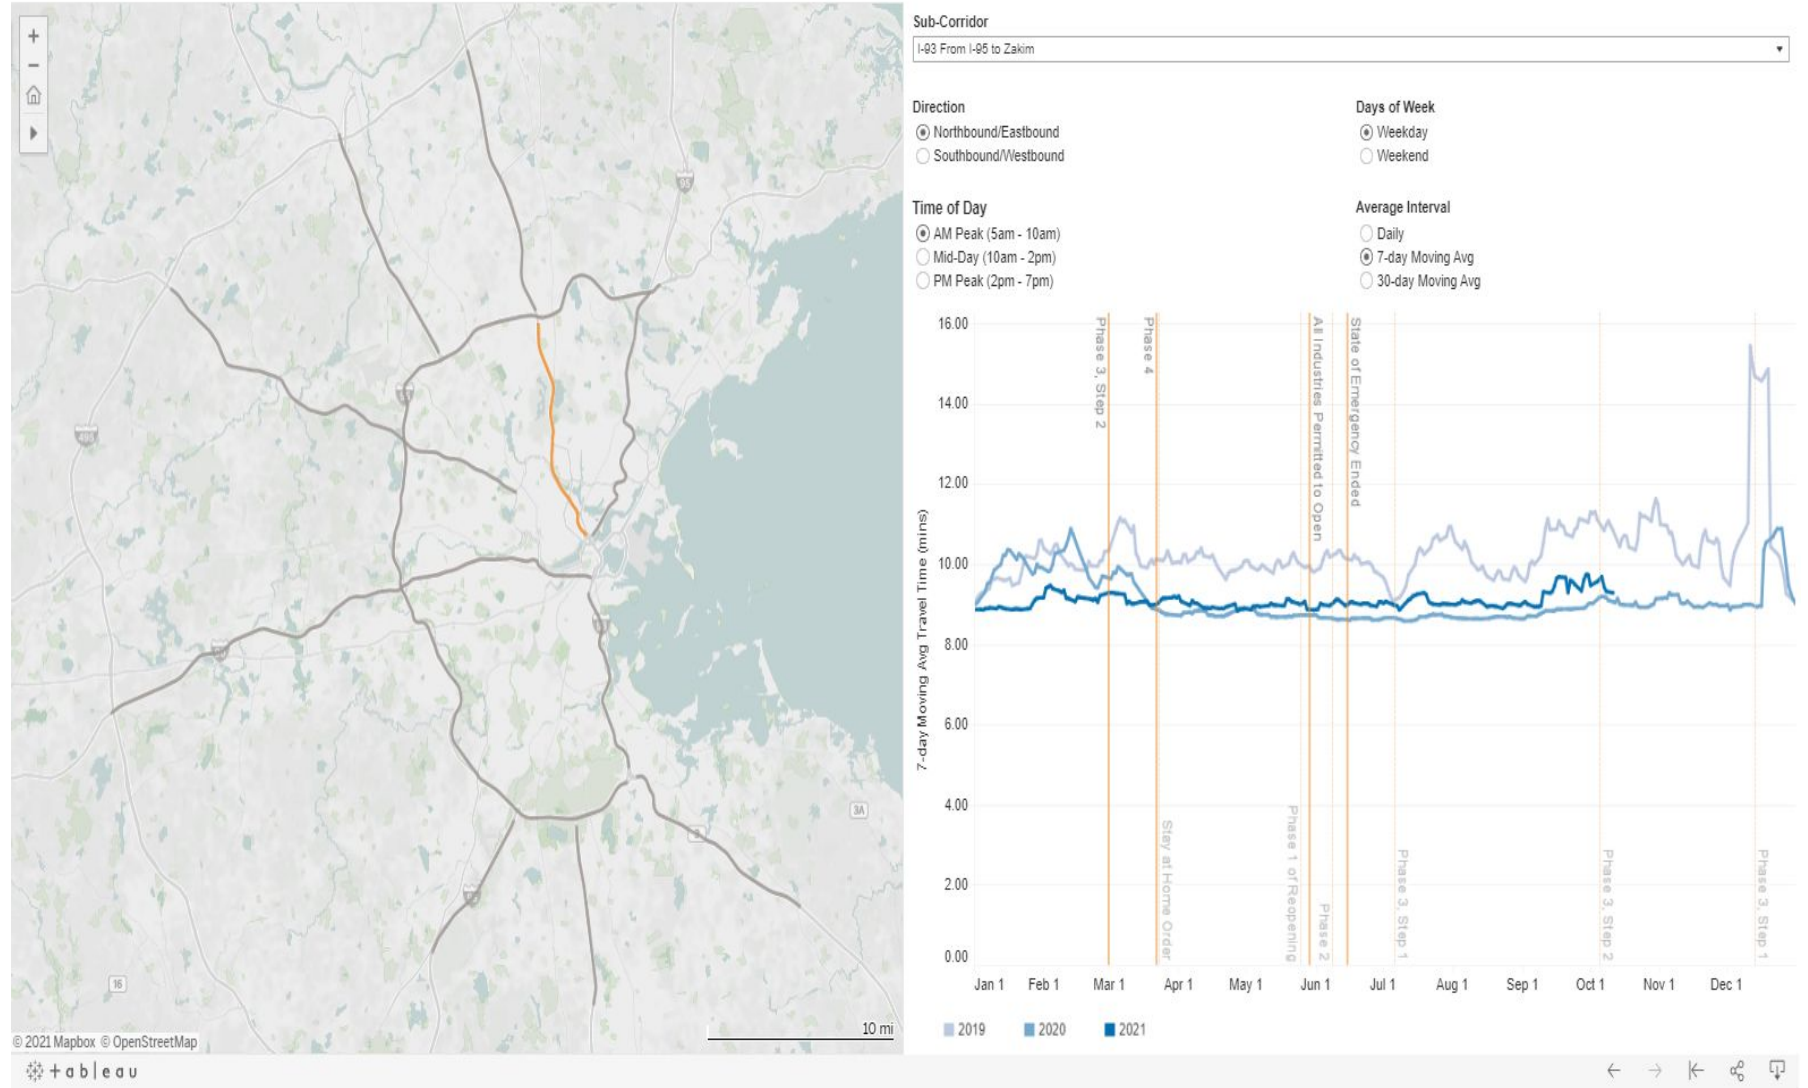 Sub-Corridor
I-93 From I-95 to Zakim
Direction
Northbound/Eastbound
Southbound/Westbound
Days of Week
Weekday
Weekend
Time of Day
AM Peak (5am - 10am)
Mid-Day (10am - 2pm)
PM Peak (2pm - 7pm)
Average Interval
Daily
7-day Moving Avg
30-day Moving Avg
95
495
3A
3
16
10 mi
© 2021 Mapbox © OpenStreetMap
7-day Moving Avg Travel Time (mins)
16.00
14.00
12.00
10.00
8.00
6.00
4.00
2.00
0.00
Phase 3, Step 2
Phase 4
All Industries Permitted to Open
State of Emergency Ended
Stay at Home Order
Phase 1 of Reopening
Phase 2
Phase 3, Step 1
Phase 3, Step 2
Phase 3, Step 1
Jan 1 Feb 1 Mar 1 Apr 1 May 1 Jun 1 Jul 1 Aug 1 Sep 1 Oct 1 Nov 1 Dec 1
2019 2020 2021
+ableau